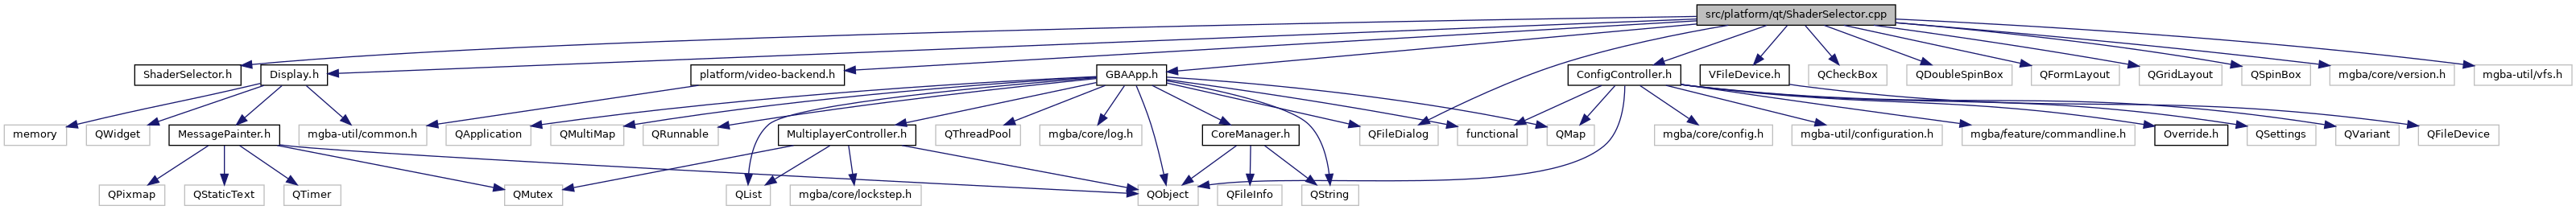 src/platform/qt/ShaderSelector.cpp
ShaderSelector.h
Display.h
platform/video-backend.h
GBAApp.h
ConfigController.h
VFileDevice.h
QCheckBox
QDoubleSpinBox
QFormLayout
QGridLayout
QSpinBox
mgba/core/version.h
mgba-util/vfs.h
memory
QWidget
MessagePainter.h
mgba-util/common.h
QApplication
QMultiMap
QRunnable
MultiplayerController.h
QThreadPool
mgba/core/log.h
CoreManager.h
QFileDialog
functional
QMap
mgba/core/config.h
mgba-util/configuration.h
mgba/feature/commandline.h
Override.h
QSettings
QVariant
QFileDevice
QPixmap
QStaticText
QTimer
QMutex
QList
mgba/core/lockstep.h
QObject
QFileInfo
QString